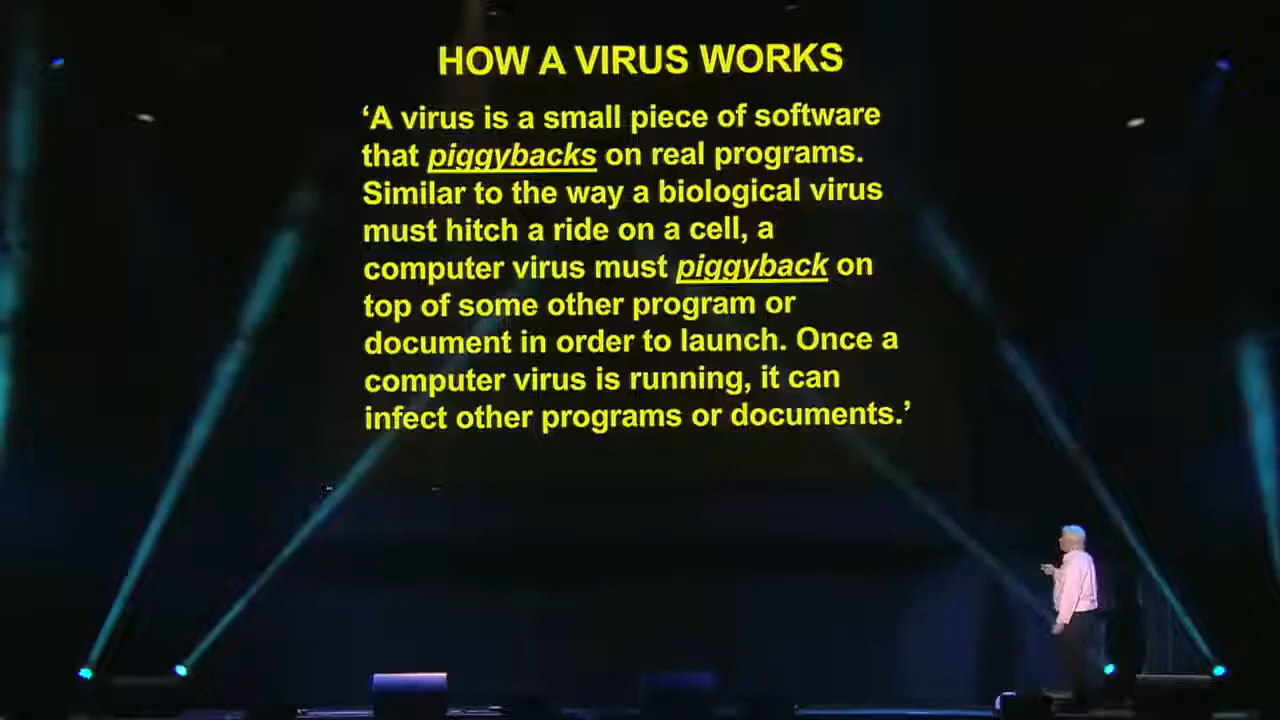 HOW A VIRUS WORKS
‘A virus is a small piece of software
that piggybacks on real programs.
Similar to the way a biological virus
must hitch a ride on a cell, a
computer virus must piggyback on
top of some other program or
document in order to launch. Once a
computer virus is running, it can
infect other programs or documents.’